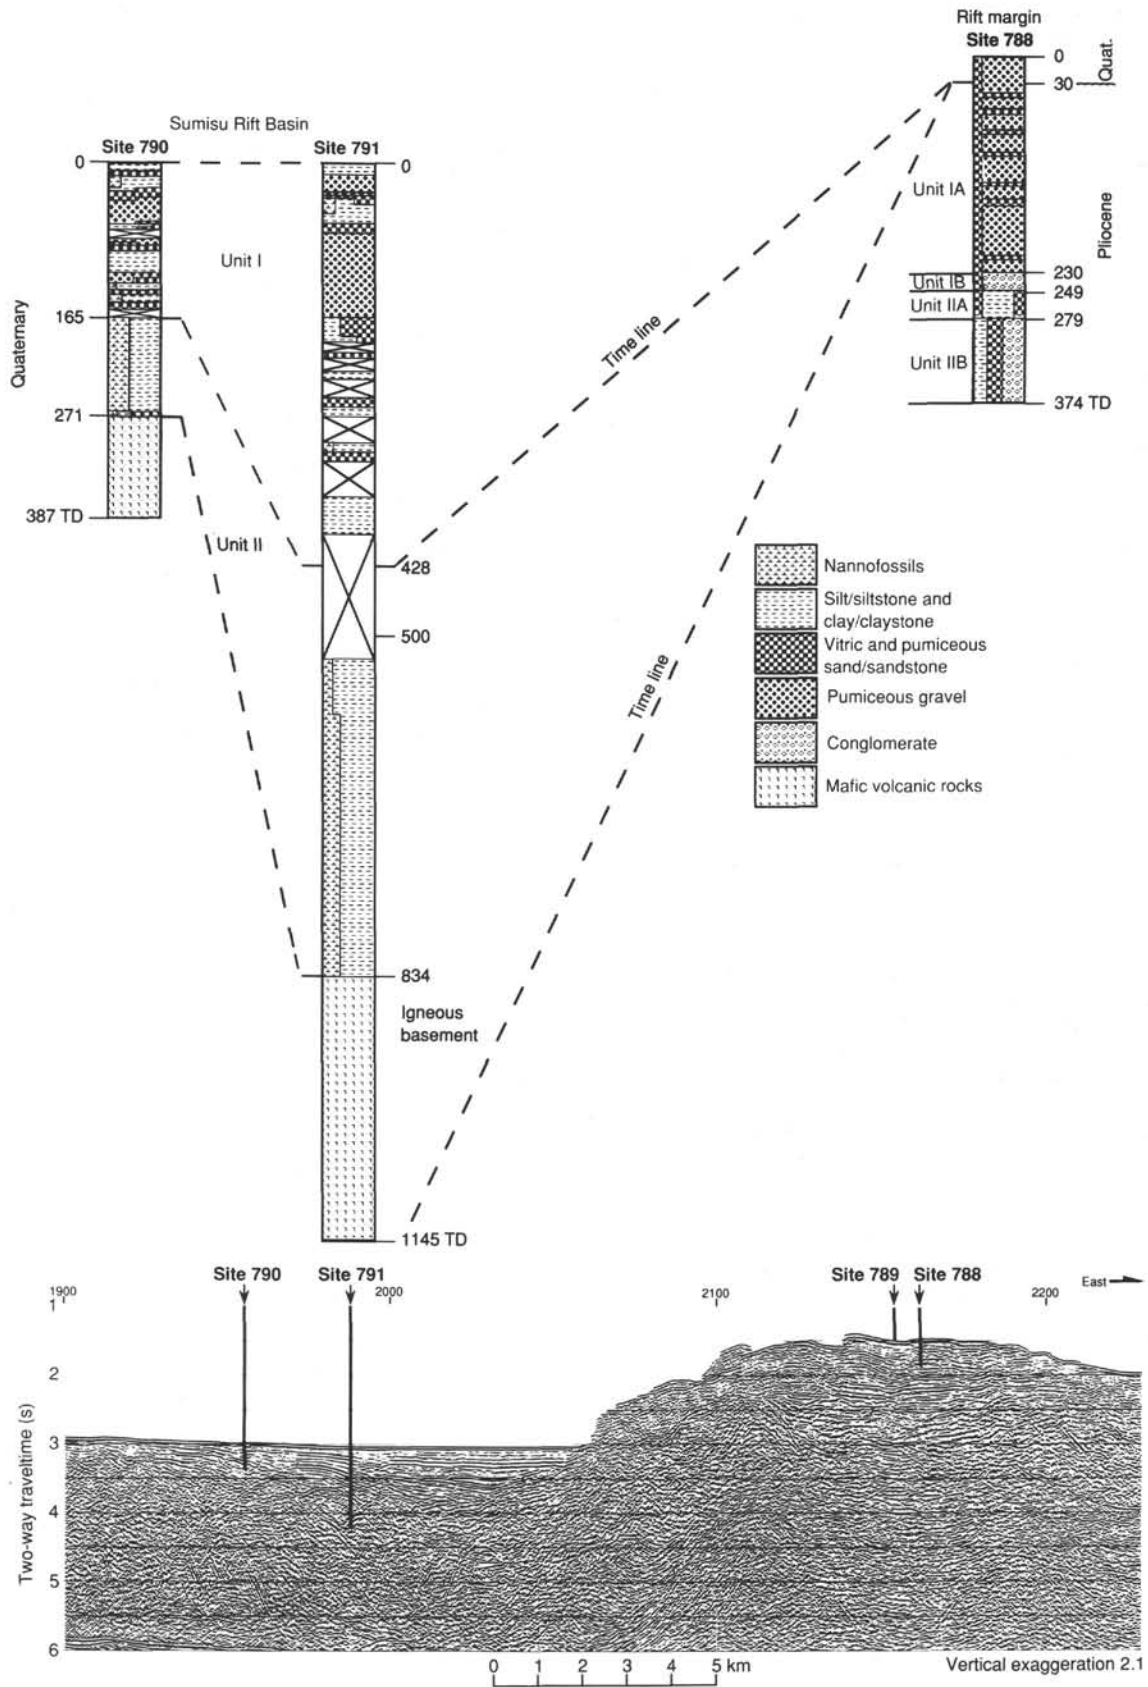 Rift margin
Site 788
0
30
Quat.
Sumisu Rift Basin
Site 790
Site 791
0
0
Unit IA
Pliocene
Unit I
230
Unit IB
249
Unit IIA
279
Unit IIB
374 TD
Quaternary
165
271
387 TD
Time line
Time line
Unit II
428
500
834
Igneous
basement
1145 TD
Nannofossils
Silt/siltstone and
clay/claystone
Vitric and pumiceous
sand/sandstone
Pumiceous gravel
Conglomerate
Mafic volcanic rocks
Site 790
Site 791
Site 789
Site 788
East
1900
2000
2100
2200
1
2
3
4
5
6
Two-way traveltime (s)
0 1 2 3 4 5 km
Vertical exaggeration 2.1